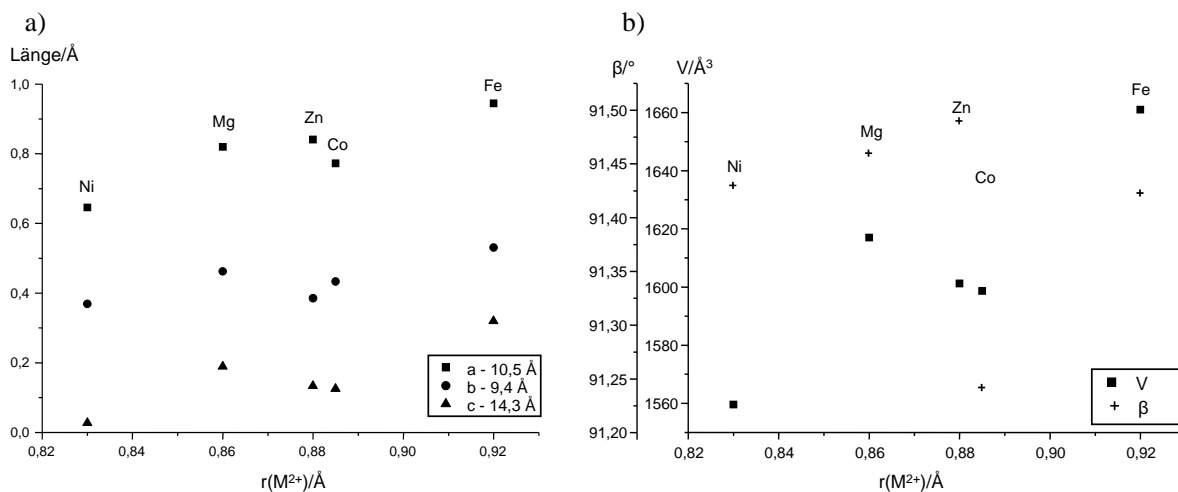 a)
Länge/Å
1,0
0,8
0,6
0,4
0,2
0,0
0,82
0,84
0,86
0,88
0,90
0,92
r(M²⁺)/Å
Ni
Mg
Zn
Co
Fe
a - 10,5 Å
b - 9,4 Å
c - 14,3 Å
b)
β/°
V/Å³
91,50
91,45
91,40
91,35
91,30
91,25
91,20
1660
1640
1620
1600
1580
1560
0,82
0,84
0,86
0,88
0,90
0,92
r(M²⁺)/Å
Ni
Mg
Zn
Co
Fe
V
β